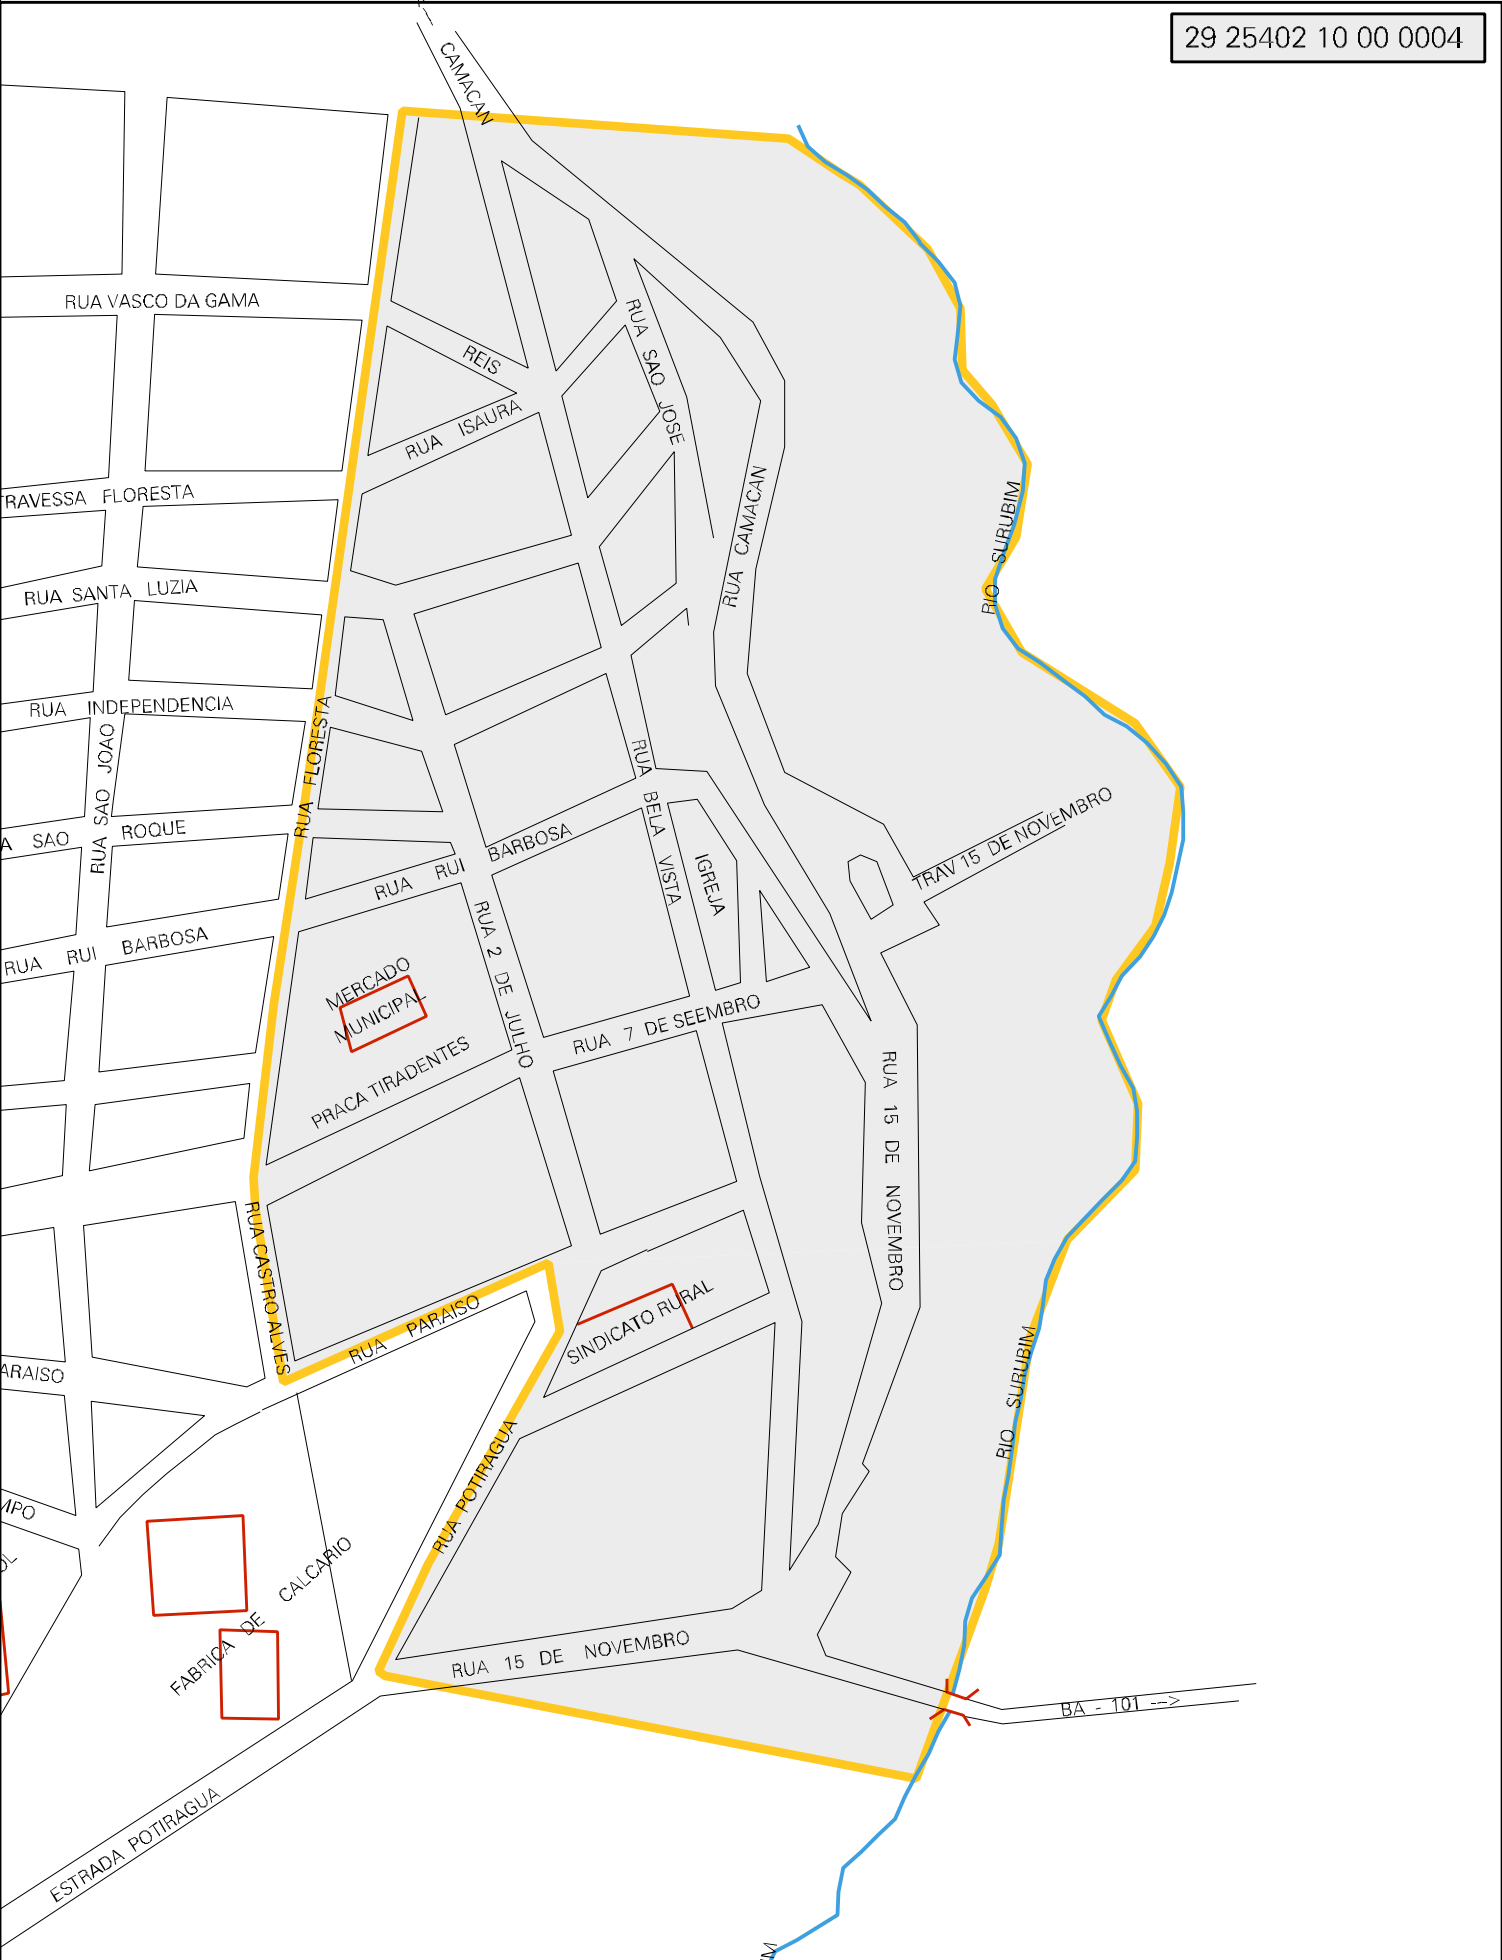 29 25402 10 00 0004
CAMACAN
RUA VASCO DA GAMA
REIS
RUA ISAURA
RUA SAO JOSE
TRAVESSA FLORESTA
RUA CAMACAN
RIO SURUBIM
RUA SANTA LUZIA
RUA INDEPENDENCIA
RUA SAO JOAO
RUA FLORESTA
RUA BELA VISTA
A SAO ROQUE
RUA RUI BARBOSA
TRAV 15 DE NOVEMBRO
IGREJA
RUA RUI BARBOSA
RUA 2 DE JULHO
MERCADO
MUNICIPAL
RUA 7 DE SEEMBRO
PRACA TIRADENTES
RUA 15 DE NOVEMBRO
RUA CASTRO ALVES
RUA PARAISO
SINDICATO RURAL
ARAISO
RIO SURUBIM
RUA POTIRAGUA
MPO
OL
FABRICA DE CALCARIO
RUA 15 DE NOVEMBRO
BA - 101 -->
ESTRADA POTIRAGUA
M